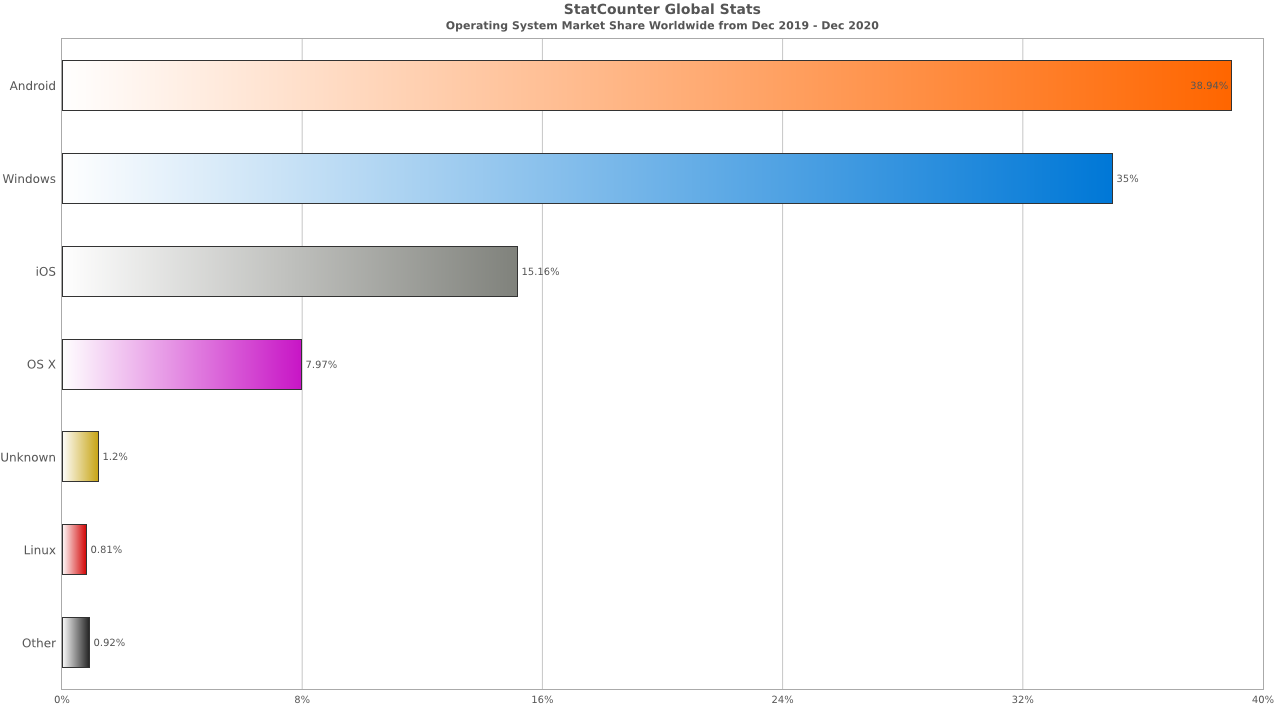 StatCounter Global Stats
Operating System Market Share Worldwide from Dec 2019 - Dec 2020
Android 38.94%
Windows 35%
iOS 15.16%
OS X 7.97%
Unknown 1.2%
Linux 0.81%
Other 0.92%
0% 8% 16% 24% 32% 40%